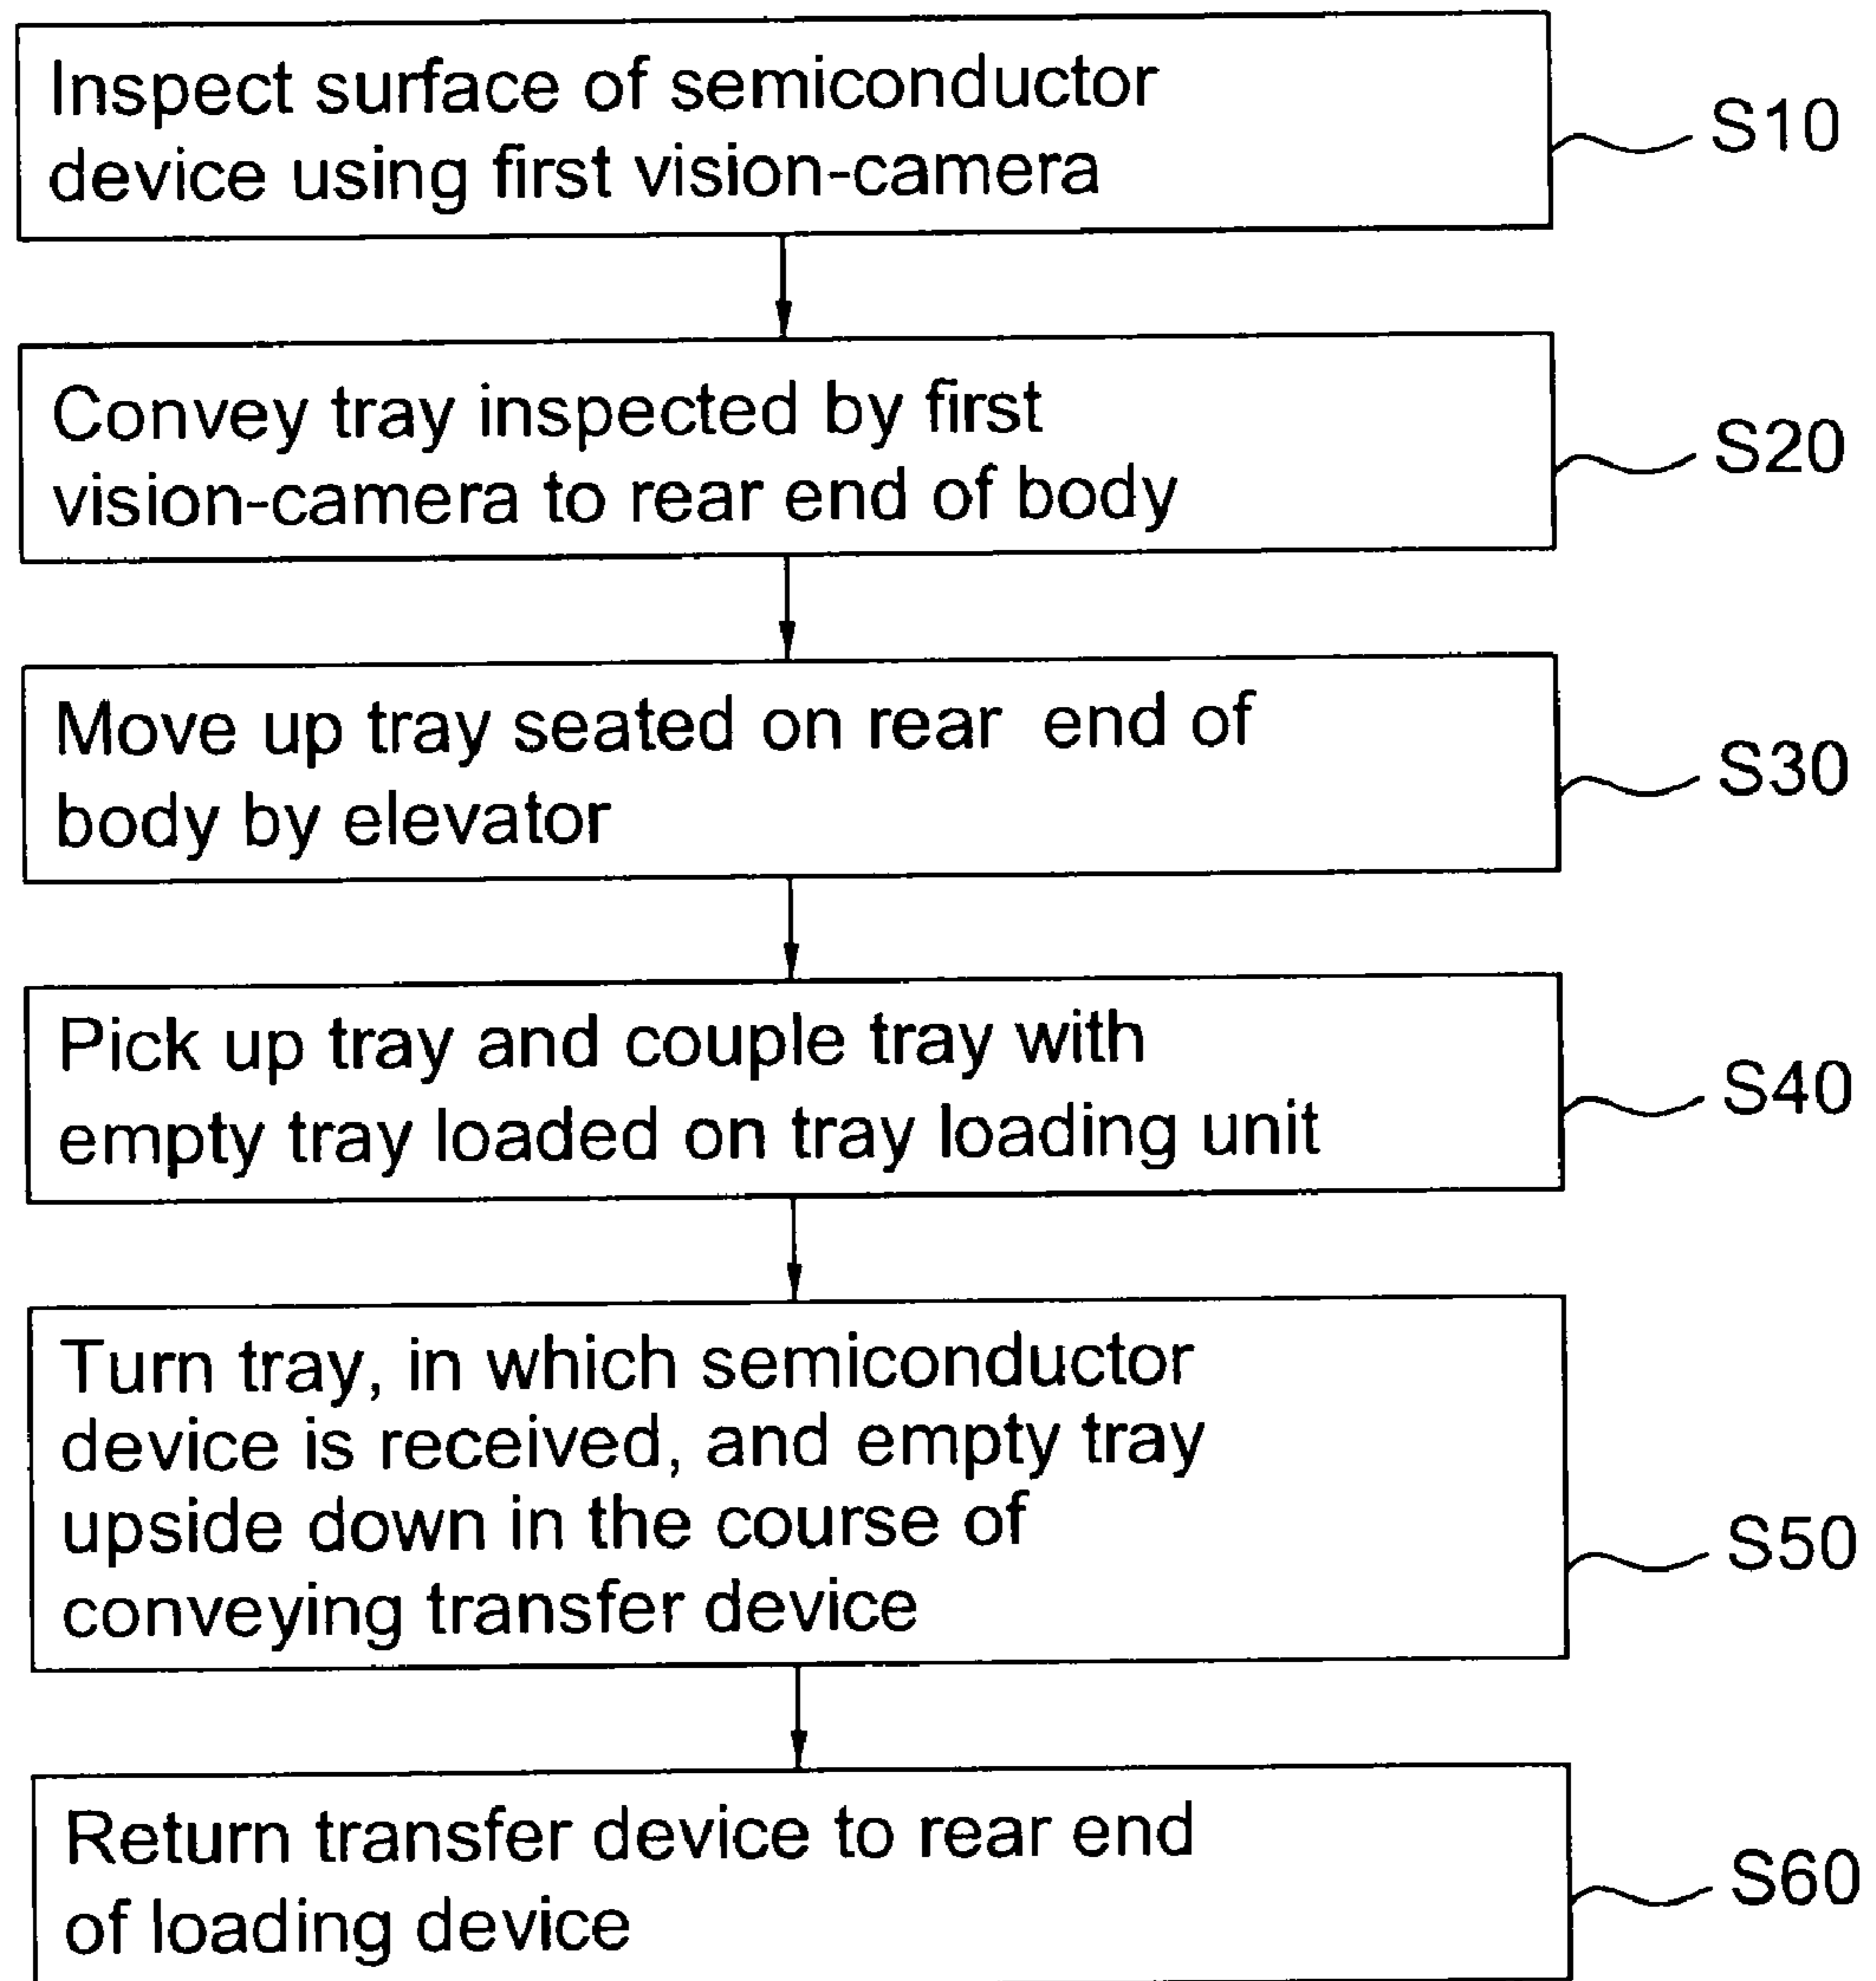 Inspect surface of semiconductor
device using first vision-camera
S10
Convey tray inspected by first
vision-camera to rear end of body
S20
Move up tray seated on rear end of
body by elevator
S30
Pick up tray and couple tray with
empty tray loaded on tray loading unit
S40
Turn tray, in which semiconductor
device is received, and empty tray
upside down in the course of
conveying transfer device
S50
Return transfer device to rear end
of loading device
S60